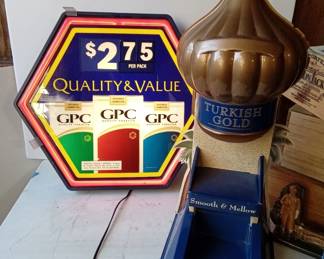 $2 75
PER PACK
QUALITY & VALUE
GPC
GPC
GPC
TURKISH
GOLD
Smooth & Mellow